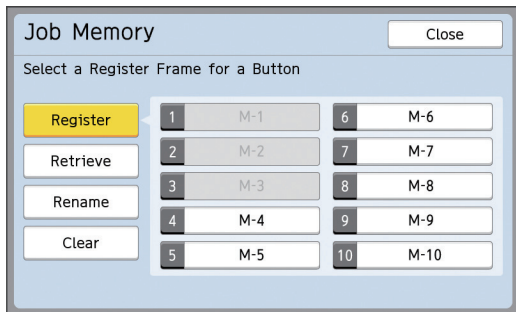 Job Memory
Close
Select a Register Frame for a Button
Register
Retrieve
Rename
Clear
1 M-1
2 M-2
3 M-3
4 M-4
5 M-5
6 M-6
7 M-7
8 M-8
9 M-9
10 M-10